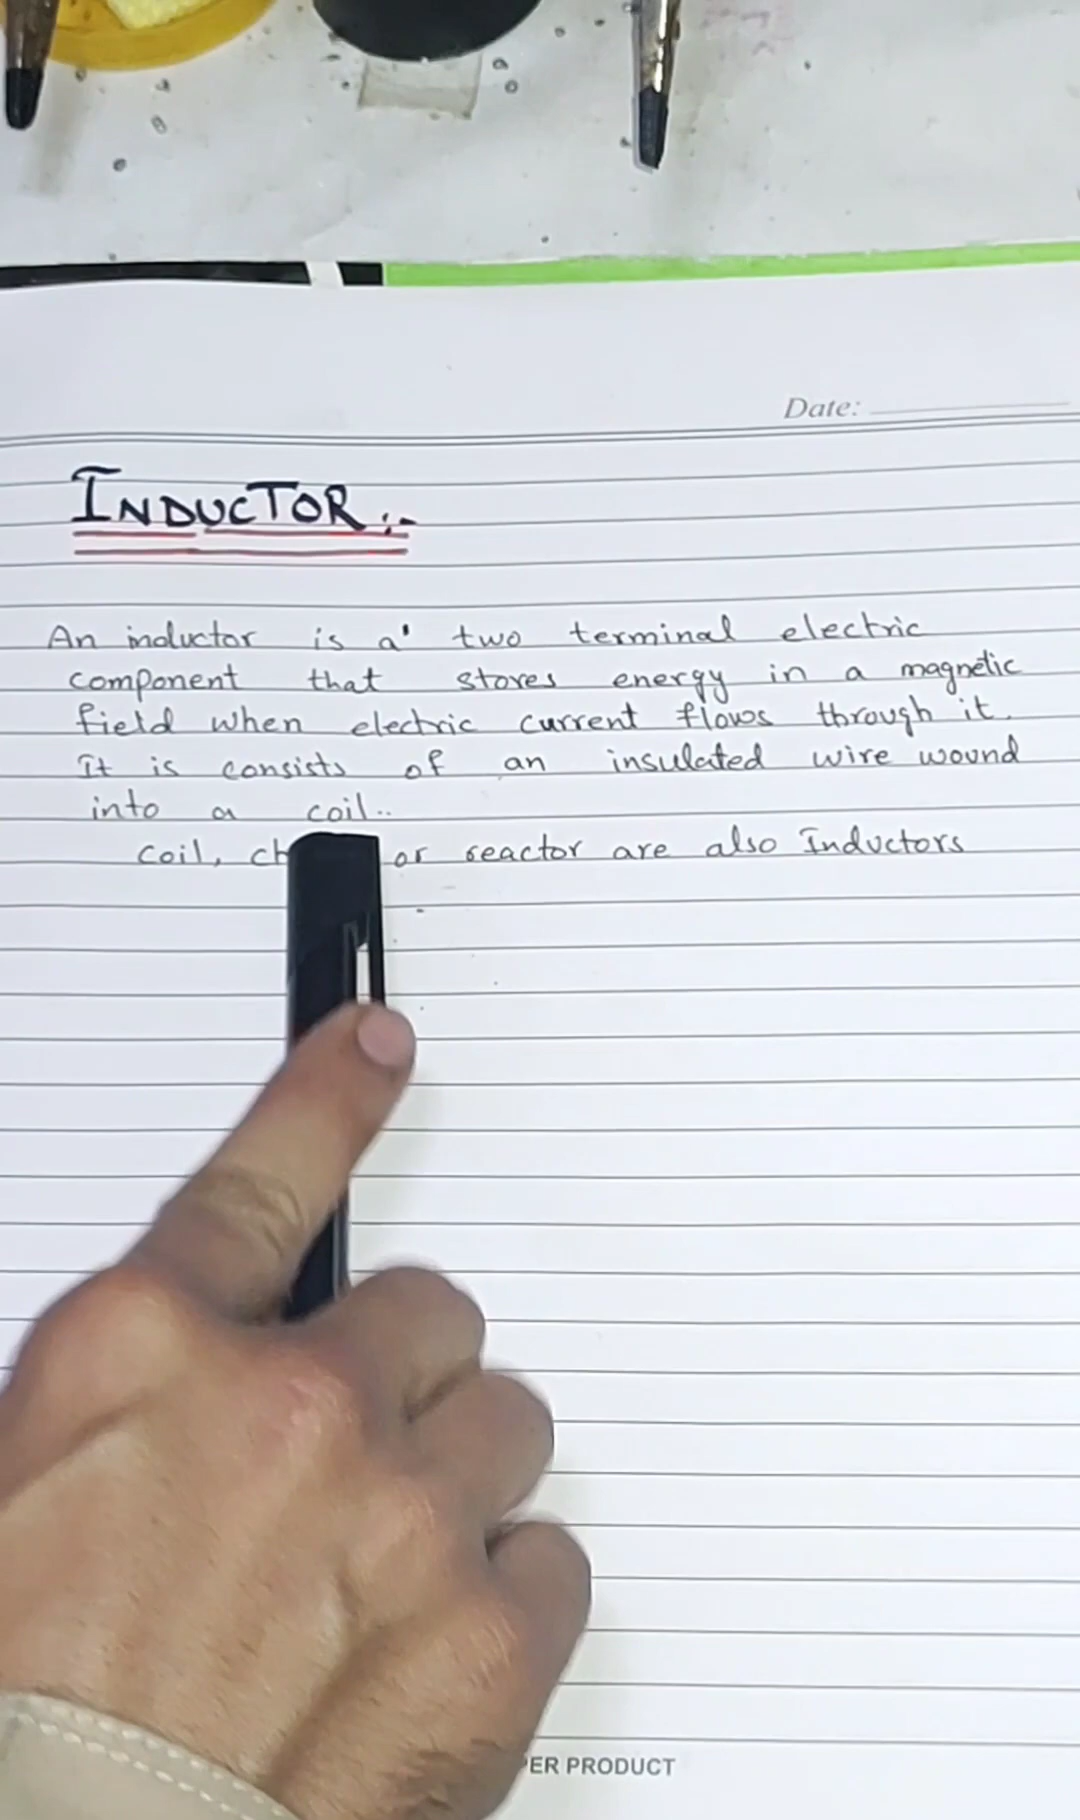 Date:
INDUCTOR :-
An inductor is a' two terminal electric
component that stores energy in a magnetic
field when electric current flows through it.
It is consists of an insulated wire wound
into a coil..
coil, or reactor are also Inductors
PRODUCT